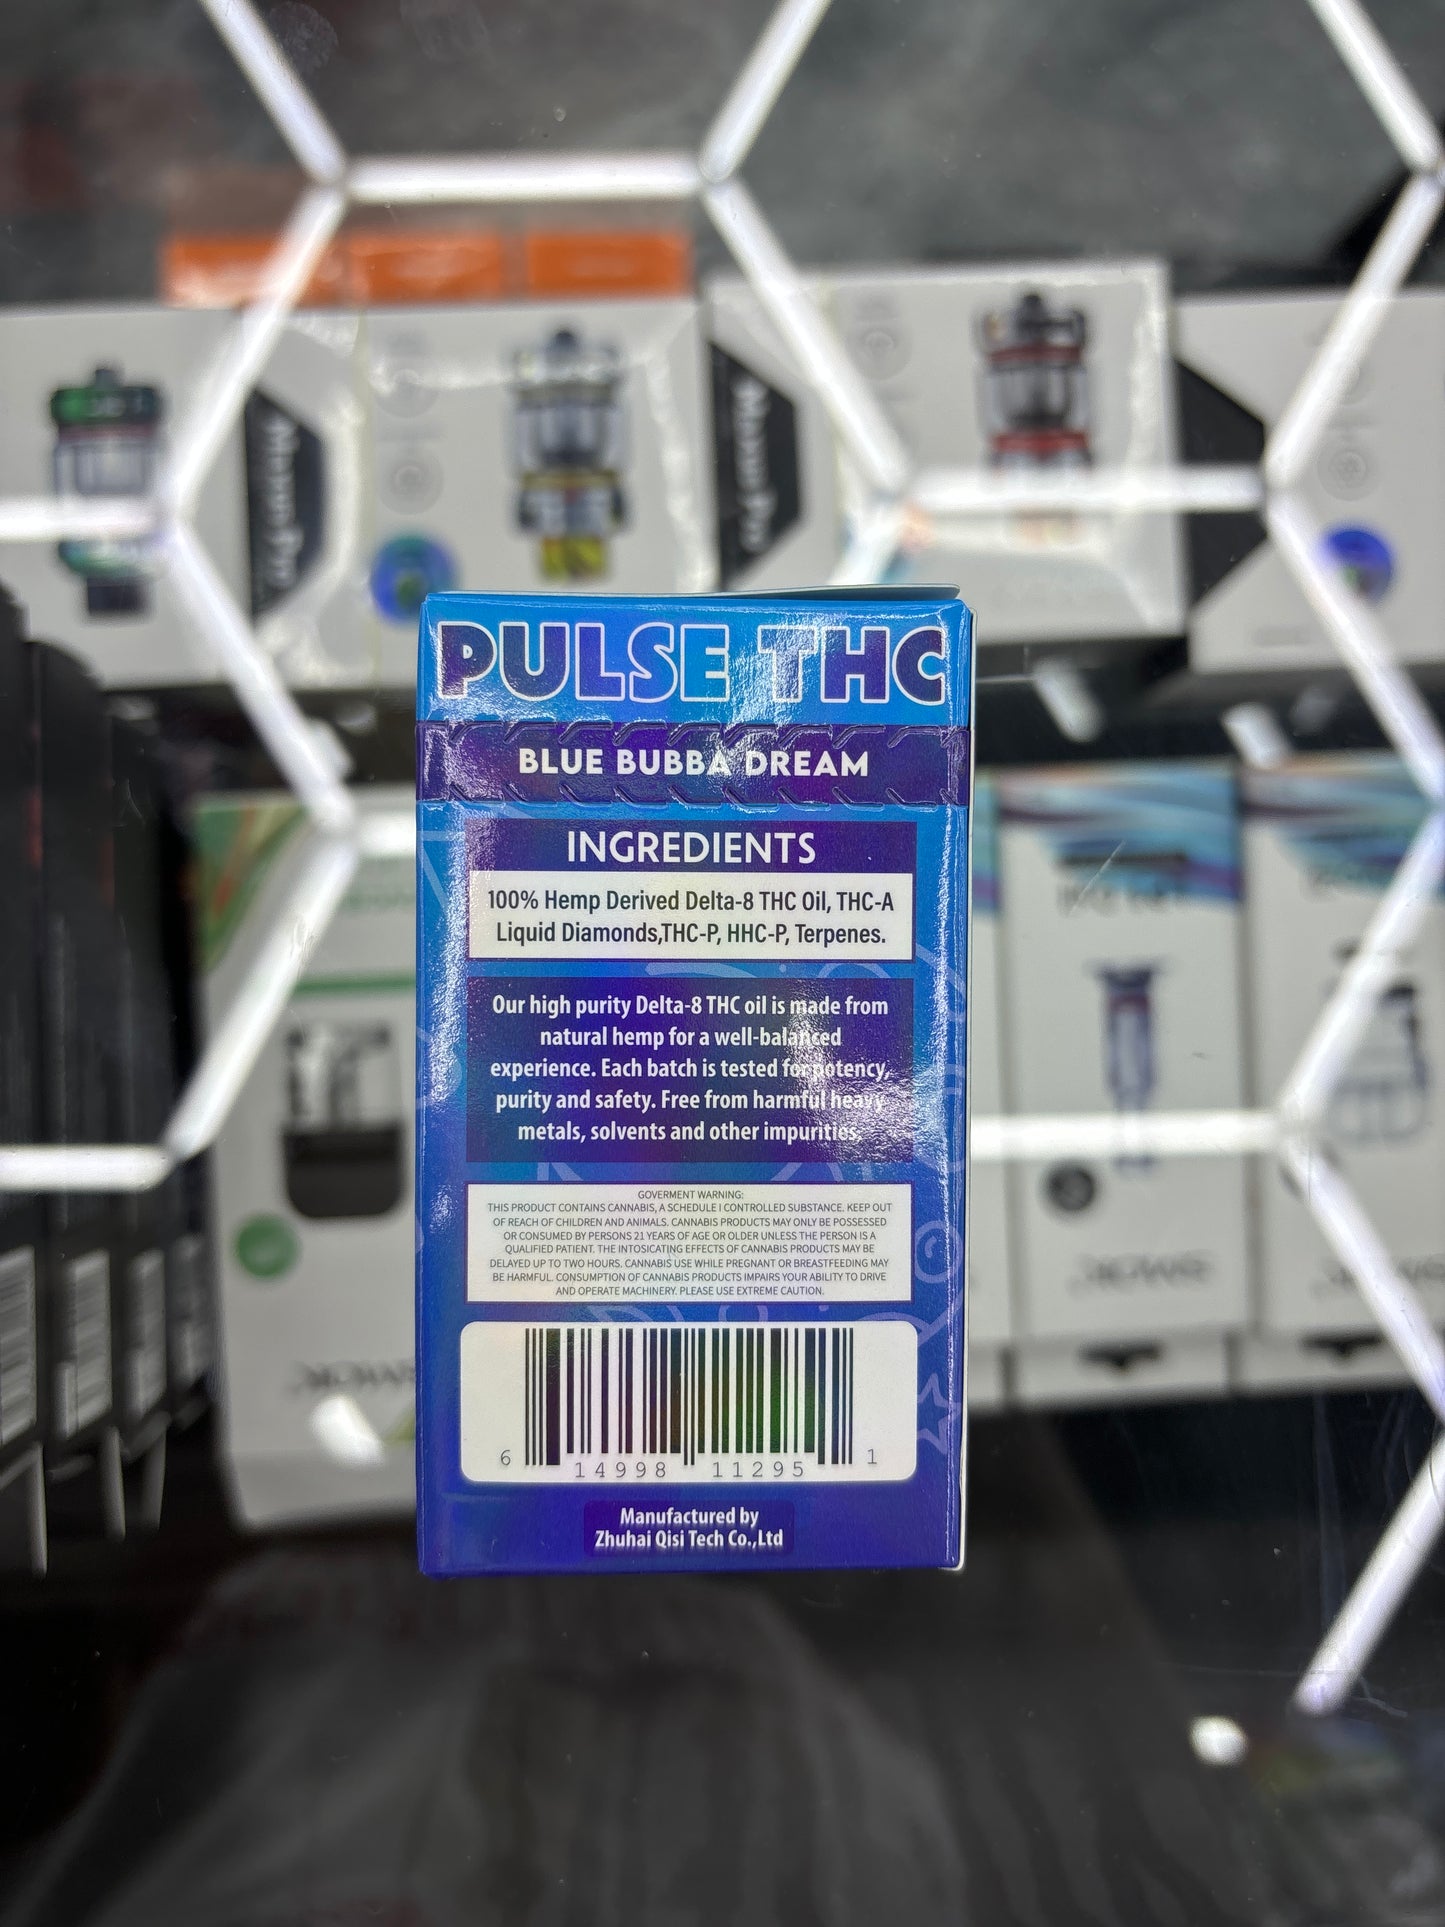 PULSE THC
BLUE BUBBA DREAM
INGREDIENTS
100% Hemp Derived Delta-8 THC Oil, THC-A
Liquid Diamonds,THC-P, HHC-P, Terpenes.
Our high purity Delta-8 THC oil is made from
natural hemp for a well-balanced
experience. Each batch is tested for potency,
purity and safety. Free from harmful heavy
metals, solvents and other impurities.
GOVERMENT WARNING:
THIS PRODUCT CONTAINS CANNABIS, A SCHEDULE I CONTROLLED SUBSTANCE. KEEP OUT
OF REACH OF CHILDREN AND ANIMALS. CANNABIS PRODUCTS MAY ONLY BE POSSESSED
OR CONSUMED BY PERSONS 21 YEARS OF AGE OR OLDER UNLESS THE PERSON IS A
QUALIFIED PATIENT. THE INTOSICATING EFFECTS OF CANNABIS PRODUCTS MAY BE
DELAYED UP TO TWO HOURS. CANNABIS USE WHILE PREGNANT OR BREASTFEEDING MAY
BE HARMFUL. CONSUMPTION OF CANNABIS PRODUCTS IMPAIRS YOUR ABILITY TO DRIVE
AND OPERATE MACHINERY. PLEASE USE EXTREME CAUTION.
6 14998 11295 1
Manufactured by
Zhuhai Qisi Tech Co.,Ltd